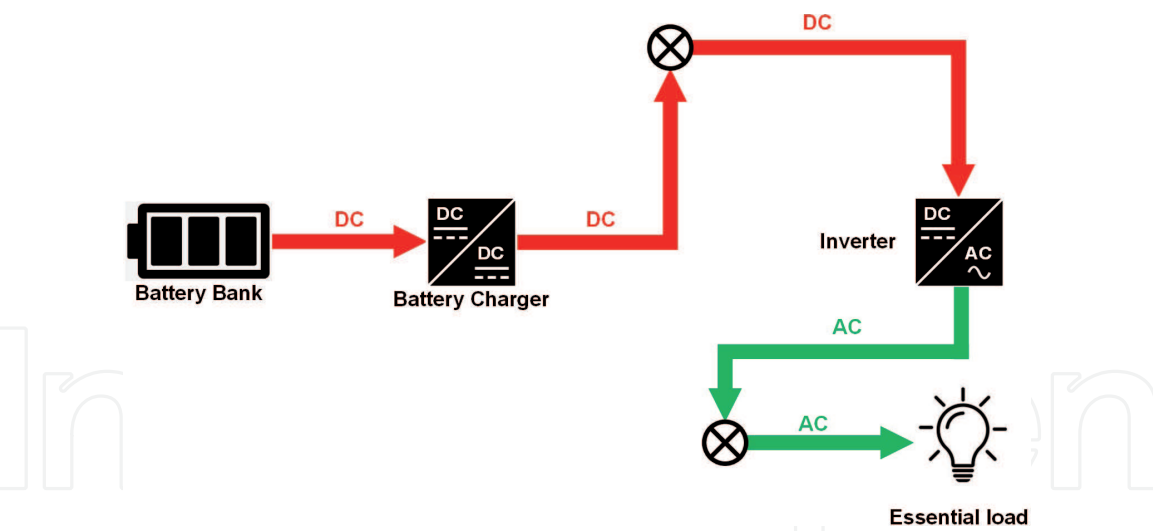 DC
DC
DC
DC
DC
Battery Bank
Battery Charger
DC
AC
Inverter
AC
AC
Essential load